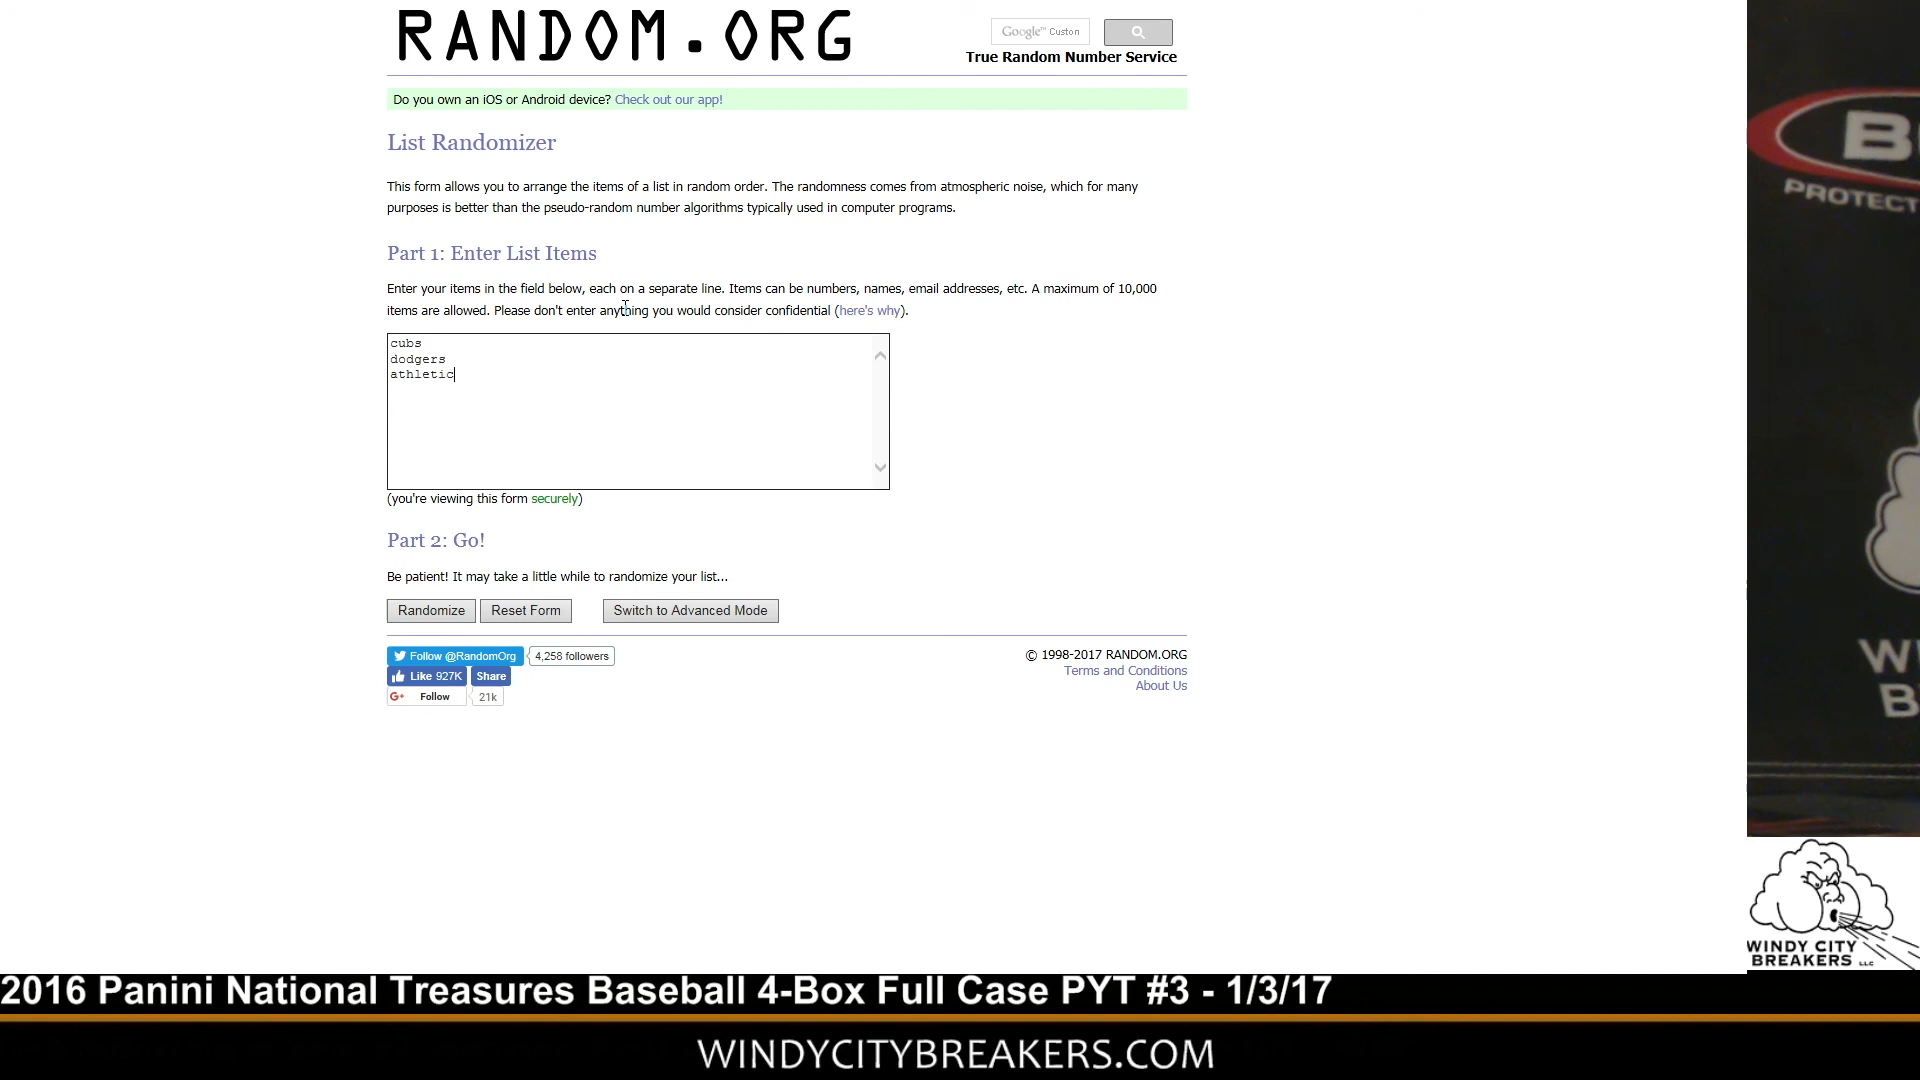 RANDOM.ORG
Google™ Custon
True Random Number Service
Do you own an iOS or Android device? Check out our app!
List Randomizer
This form allows you to arrange the items of a list in random order. The randomness comes from atmospheric noise, which for many
purposes is better than the pseudo-random number algorithms typically used in computer programs.
Part 1: Enter List Items
Enter your items in the field below, each on a separate line. Items can be numbers, names, email addresses, etc. A maximum of 10,000
items are allowed. Please don't enter anything you would consider confidential (here's why).
cubs
dodgers
athletic
(you're viewing this form securely)
Part 2: Go!
Be patient! It may take a little while to randomize your list...
Randomize Reset Form Switch to Advanced Mode
Follow @RandomOrg 4,258 followers
Like 927K Share
G+ Follow 21k
© 1998-2017 RANDOM.ORG
Terms and Conditions
About Us
PROTECT
WINDY CITY
BREAKERS LLC
2016 Panini National Treasures Baseball 4-Box Full Case PYT #3 - 1/3/17
WINDYCITYBREAKERS.COM